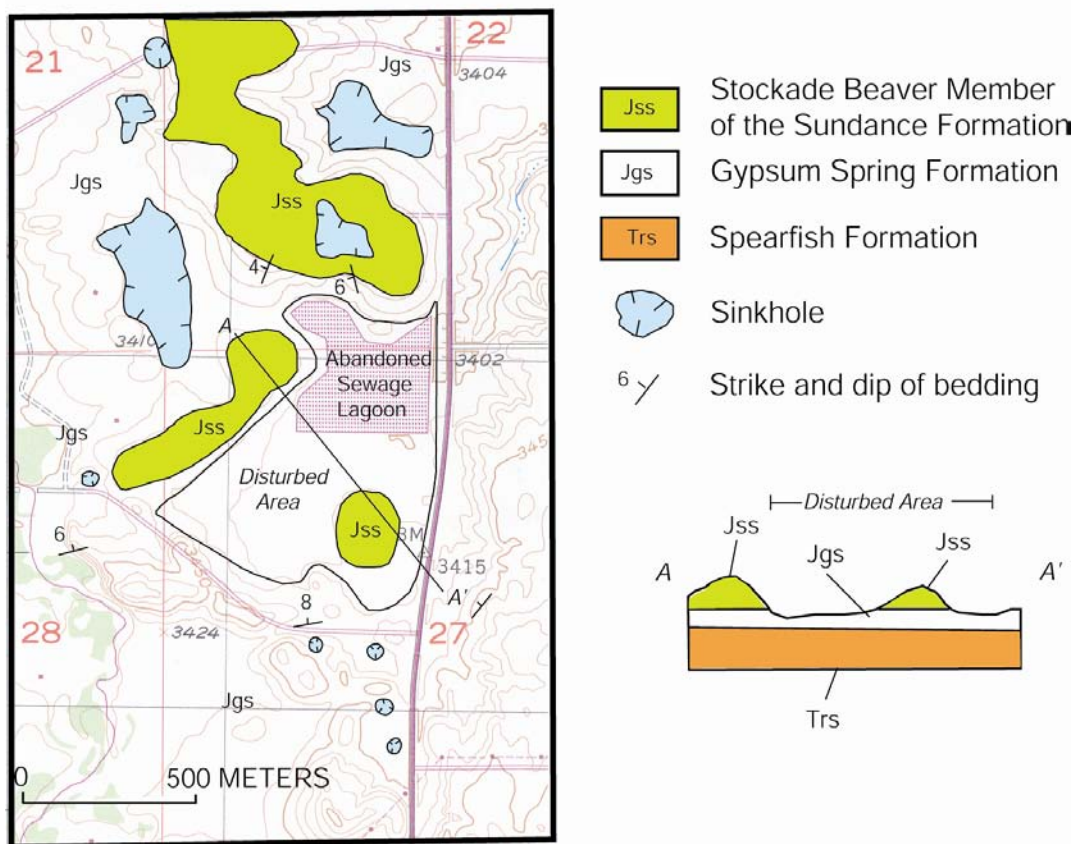 21
22
Jgs
3404
Jgs
Jss
4
6
A
3410
3402
Abandoned
Sewage
Lagoon
Jss
Jgs
Disturbed
Area
Jss
BM
3415
6
3450
8
A'
28
3424
27
Jgs
0
500 METERS
Jss
Stockade Beaver Member
of the Sundance Formation
Jgs
Gypsum Spring Formation
Trs
Spearfish Formation
Sinkhole
6
Strike and dip of bedding
Disturbed Area
Jss
Jgs
Jss
A
A'
Trs